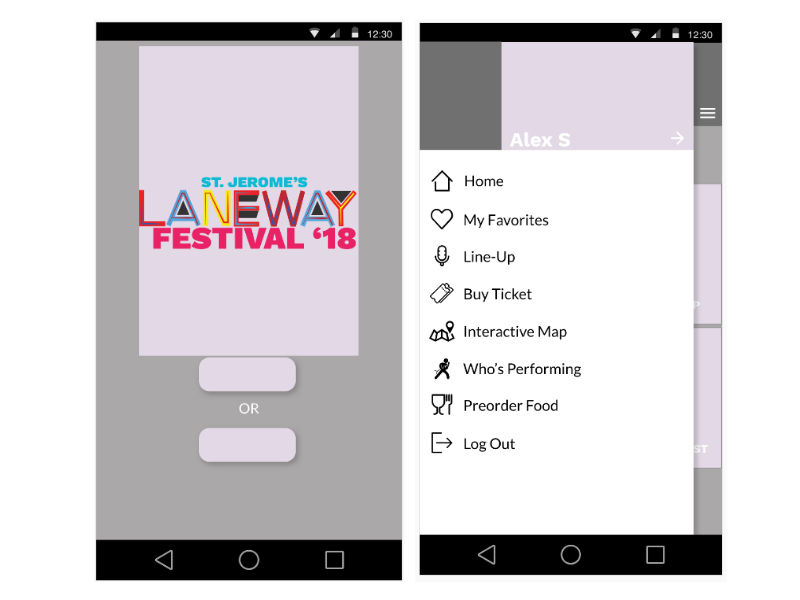 12:30
ST. JEROME'S
LANEWAY
FESTIVAL ‘18
OR
12:30
Alex S
Home
My Favorites
Line-Up
Buy Ticket
Interactive Map
Who's Performing
Preorder Food
Log Out
P
ST